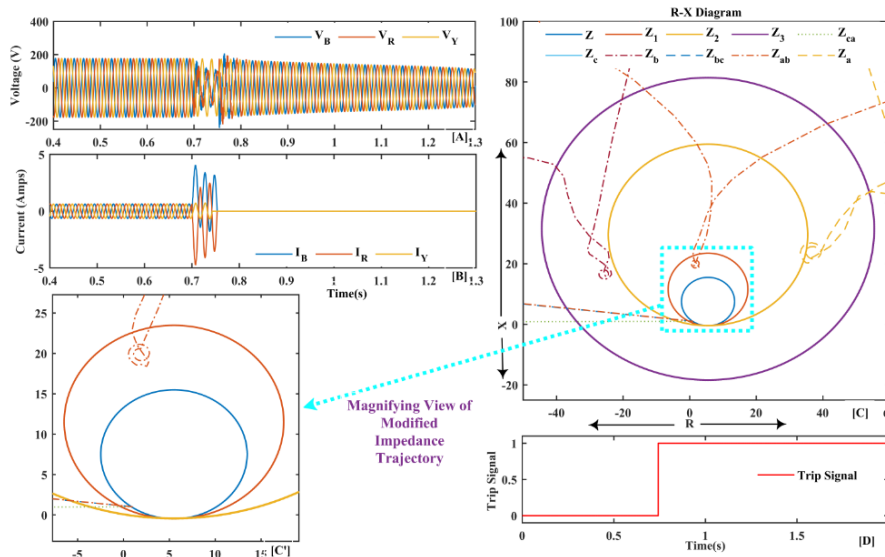 V_B V_R V_Y
Voltage (V)
200
0
-200
[A]
0.4 0.5 0.6 0.7 0.8 0.9 1 1.1 1.2 1.3
Current (Amps)
5
0
-5
I_B I_R I_Y
[B]
0.4 0.5 0.6 0.7 0.8 0.9 1 1.1 1.2 1.3
Time(s)
25
20
15
10
5
0
-5 0 5 10 15
[C']
Magnifying View of
Modified
Impedance
Trajectory
R-X Diagram
Z Z_1 Z_2 Z_3 Z_ca
Z_c Z_b Z_bc Z_ab Z_a
100
80
60
40
20
0
-20
X
-40 -20 0 20 40
[C]
R
Trip Signal
1
0.5
0
Trip Signal
0 0.5 1 1.5
Time(s)
[D]